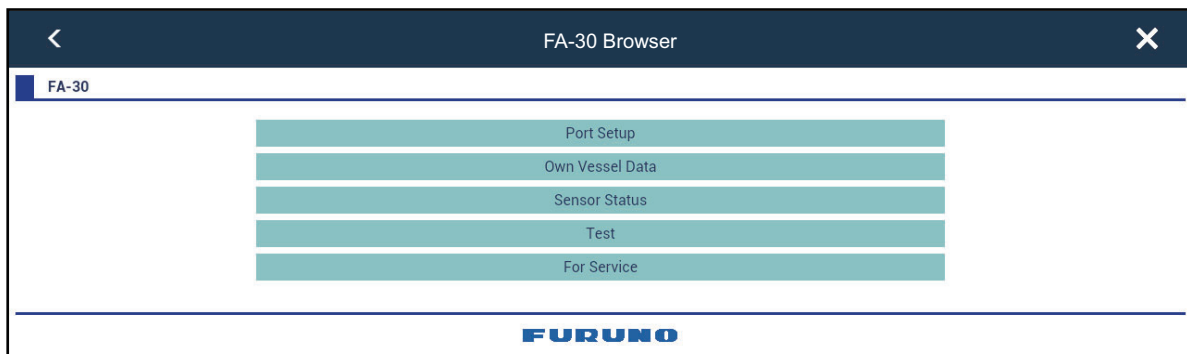 FA-30 Browser
FA-30
Port Setup
Own Vessel Data
Sensor Status
Test
For Service
FURUNO